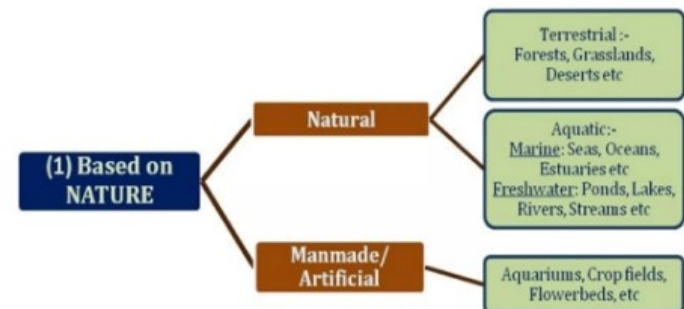 Terrestrial :-
Forests, Grasslands,
Deserts etc
Natural
Aquatic:-
Marine: Seas, Oceans,
Estuaries etc
Freshwater: Ponds, Lakes,
Rivers, Streams etc
(1) Based on
NATURE
Manmade/
Artificial
Aquariums, Crop fields,
Flowerbeds, etc